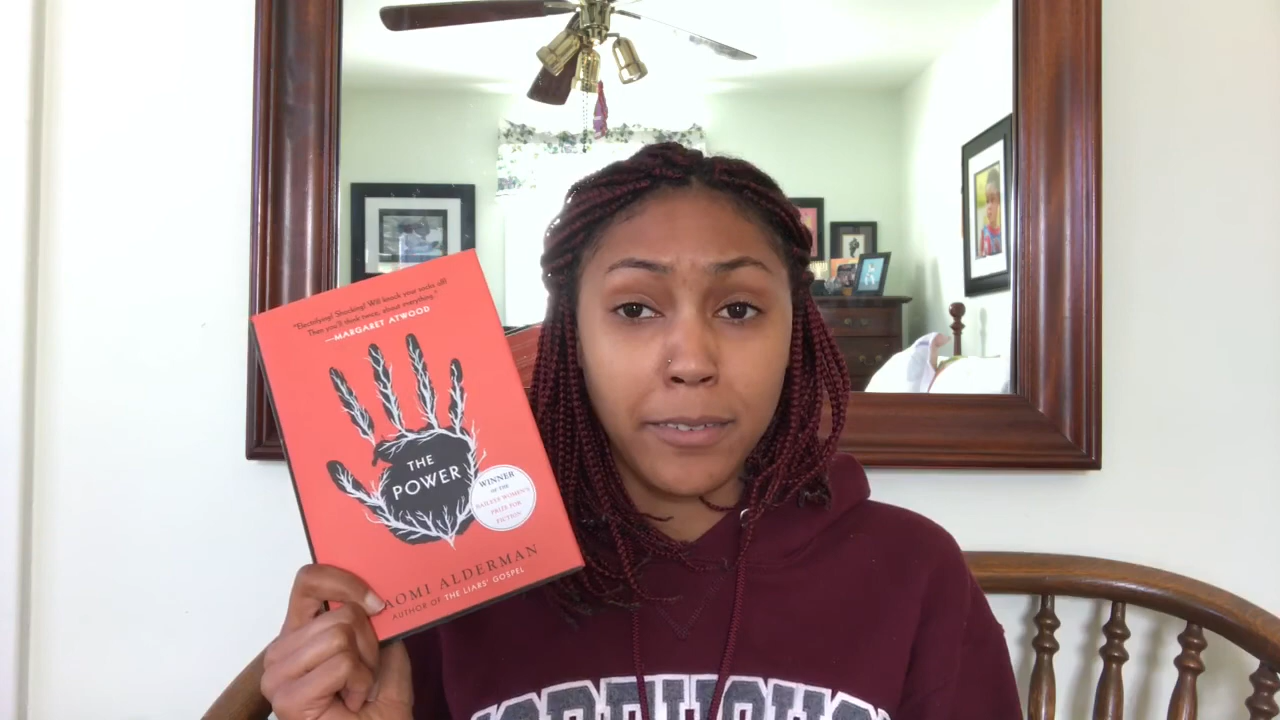 "Electrifying! Shocking! Will knock your socks off!
Then you'll think twice, about everything."
—MARGARET ATWOOD
THE
POWER
WINNER
OF THE
BAILEYS WOMEN'S
PRIZE FOR
FICTION
AOMI ALDERMAN
AUTHOR OF THE LIARS' GOSPEL